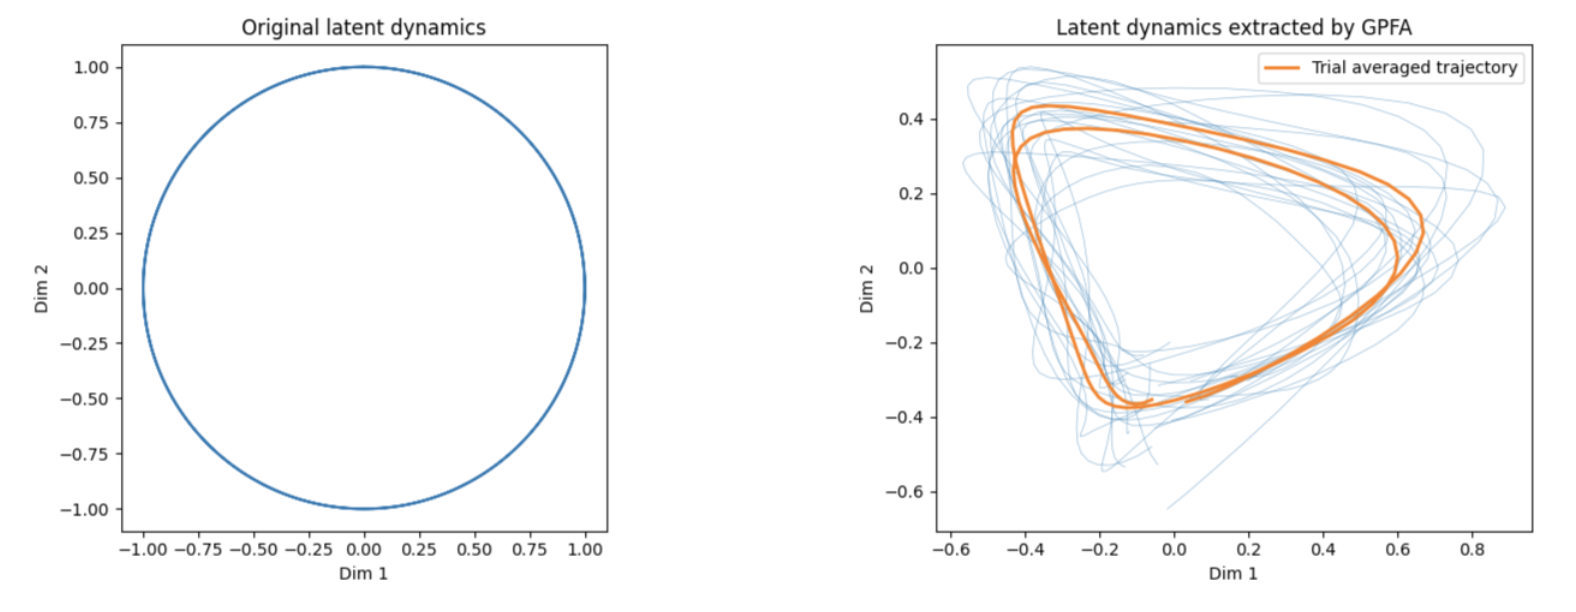 Original latent dynamics
1.00
0.75
0.50
0.25
0.00
−0.25
−0.50
−0.75
−1.00
Dim 2
−1.00 −0.75 −0.50 −0.25 0.00 0.25 0.50 0.75 1.00
Dim 1
Latent dynamics extracted by GPFA
Trial averaged trajectory
0.4
0.2
0.0
−0.2
−0.4
−0.6
Dim 2
−0.6 −0.4 −0.2 0.0 0.2 0.4 0.6 0.8
Dim 1